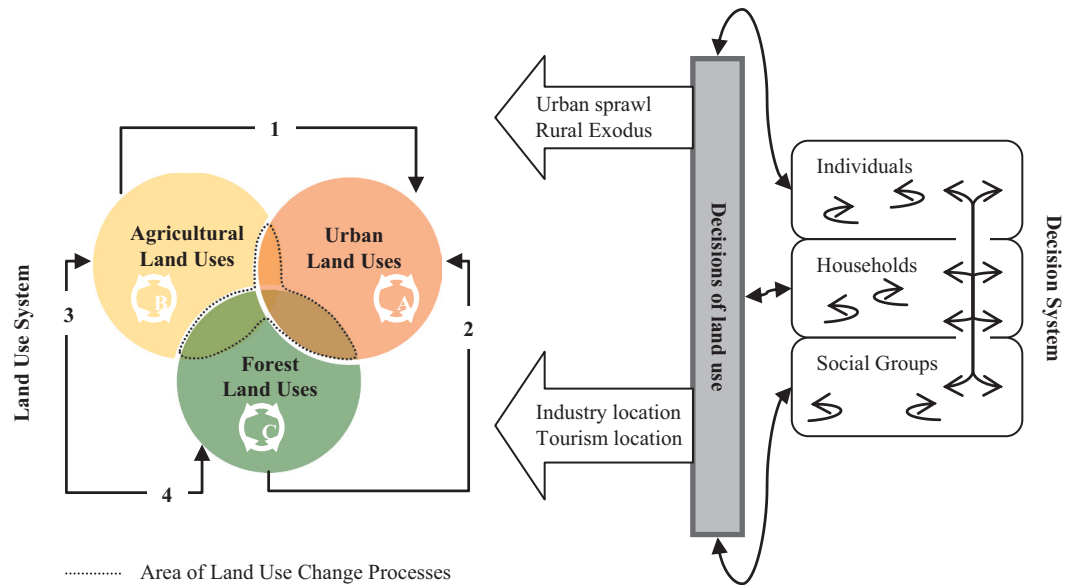 1
Agricultural
Land Uses
B
Urban
Land Uses
A
Forest
Land Uses
C
3
2
4
Land Use System
Area of Land Use Change Processes
Urban sprawl
Rural Exodus
Industry location
Tourism location
Decisions of land use
Individuals
Households
Social Groups
Decision System